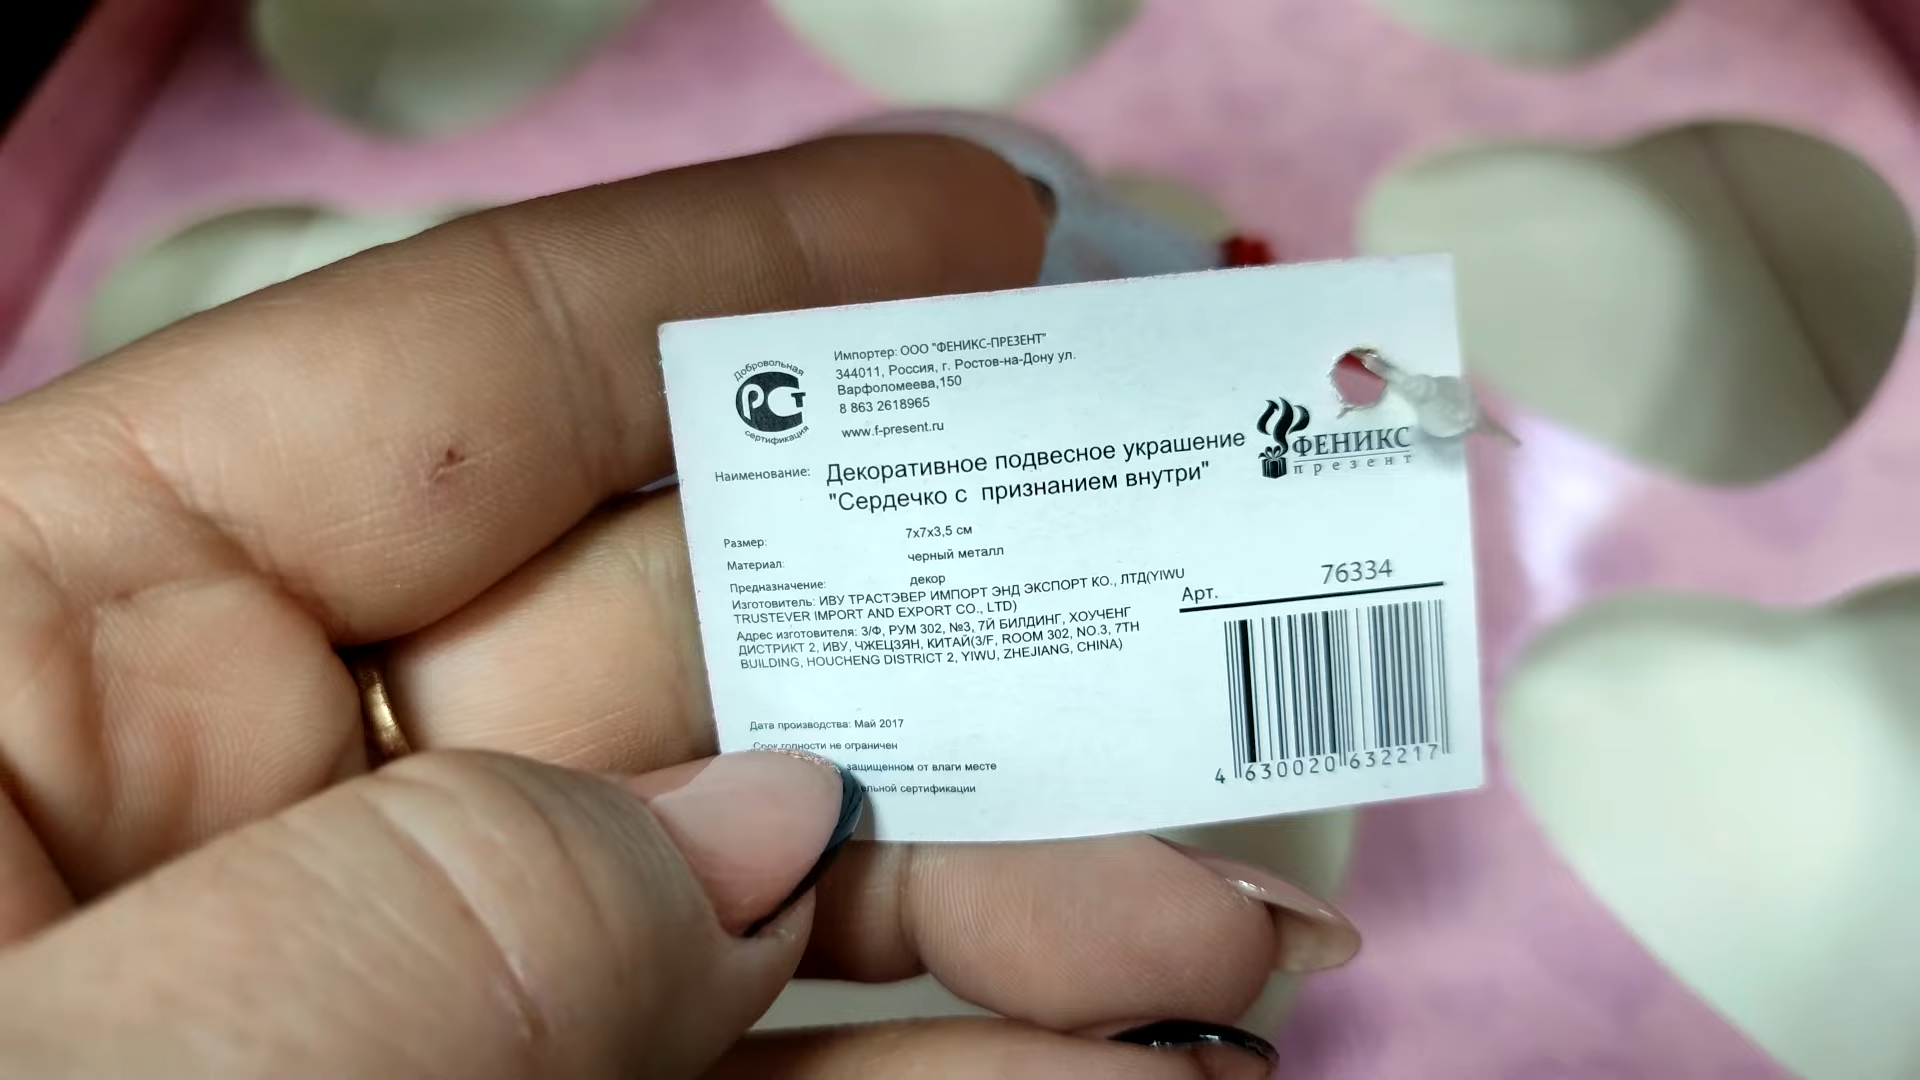 Добровольная
РСТ
сертификация
Импортер: ООО "ФЕНИКС-ПРЕЗЕНТ"
344011, Россия, г. Ростов-на-Дону ул.
Варфоломеева,150
8 863 2618965
www.f-present.ru
ФЕНИКС
презент
Наименование: Декоративное подвесное украшение
"Сердечко с признанием внутри"
Размер: 7х7х3,5 см
Материал: черный металл
Предназначение: декор
Изготовитель: ИВУ ТРАСТЭВЕР ИМПОРТ ЭНД ЭКСПОРТ КО., ЛТД(YIWU
TRUSTEVER IMPORT AND EXPORT CO., LTD)
Адрес изготовителя: 3/Ф, РУМ 302, №3, 7Й БИЛДИНГ, ХОУЧЕНГ
ДИСТРИКТ 2, ИВУ, ЧЖЕЦЗЯН, КИТАЙ(3/F, ROOM 302, NO.3, 7TH
BUILDING, HOUCHENG DISTRICT 2, YIWU, ZHEJIANG, CHINA)
Арт. 76334
4 630020 632217
Дата производства: Май 2017
Срок годности не ограничен
защищенном от влаги месте
сертификации